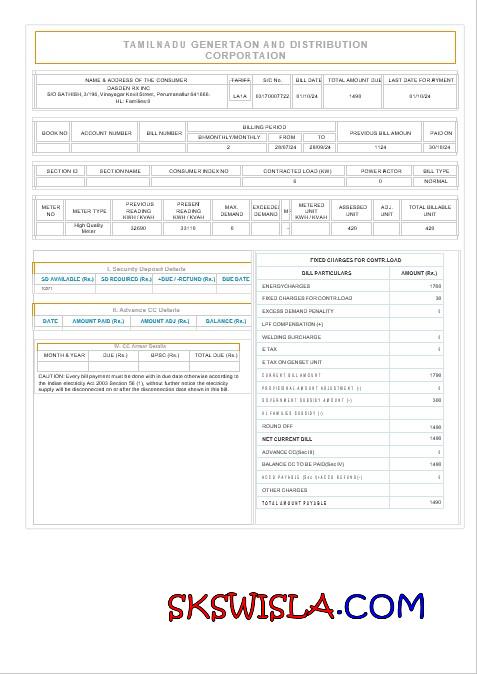 TAMILNADU GENERTAON AND DISTRIBUTION
CORPORTAION
NAME & ADDRESS OF THE CONSUMER TARIFF S/C No. BILL DATE TOTAL AMOUNT DUE LAST DATE FOR PAYMENT
DASDEN RX INC
S/O SATHISH, 3/196, Vinayagar Kovil Street, Perumanallur 641666.
HL: Families:0
LA1A 03170007722 01/10/24 1490 01/10/24
BOOK NO ACCOUNT NUMBER BILL NUMBER BILLING PERIOD PREVIOUS BILL AMOUN PAID ON
BI-MONTHLY/MONTHLY FROM TO
2 28/07/24 28/09/24 1124 30/10/24
SECTION ID SECTION NAME CONSUMER INDEX NO CONTRACTED LOAD (KW) POWER FACTOR BILL TYPE
6 0 NORMAL
METER NO METER TYPE PREVIOUS READING KWH / KVAH PRESENT READING KWH / KVAH MAX. DEMAND EXCEEDED DEMAND MF METERED UNIT KWH / KVAH ASSESSED UNIT ADJ. UNIT TOTAL BILLABLE UNIT
High Quality Meter 32690 33110 6 420 420
I. Security Deposit Details
SD AVAILABLE (Rs.) SD REQUIRED (Rs.) +DUE / -REFUND (Rs.) DUE DATE
II. Advance CC Details
DATE AMOUNT PAID (Rs.) AMOUNT ADJ (Rs.) BALANCE (Rs.)
IV. CC Arrear Details
MONTH & YEAR DUE (Rs.) BPSC (Rs.) TOTAL DUE (Rs.)
CAUTION: Every bill payment must be done with in due date otherwise according to
the Indian electricity Act 2003 Section 56 (1), without further notice the electricity
supply will be disconnected on or after the disconnection date shown in this bill.
FIXED CHARGES FOR CONTR.LOAD
BILL PARTICULARS AMOUNT (RS.)
ENERGYCHARGES 1760
FIXED CHARGES FOR CONTR.LOAD 30
EXCESS DEMAND PENALITY 0
LPF COMPENSATION (+)
WELDING SURCHARGE 0
E TAX 0
E TAX ON GENSET UNIT
CURRENT BILL AMOUNT 1790
PROVISIONAL AMOUNT ADJUSTMENT (-) 0
GOVERNMENT SUBSIDY AMOUNT (-) 300
HL FAMILIES SUBSIDY (-)
ROUND OFF 1490
NET CURRENT BILL 1490
ADVANCE CC(Sec III) 0
BALANCE CC TO BE PAID(Sec IV) 1490
ACCD PAYABLE (Sec I)+ACCD REFUND(-) 0
OTHER CHARGES
TOTAL AMOUNT PAYABLE 1490
SKSWISLA.COM